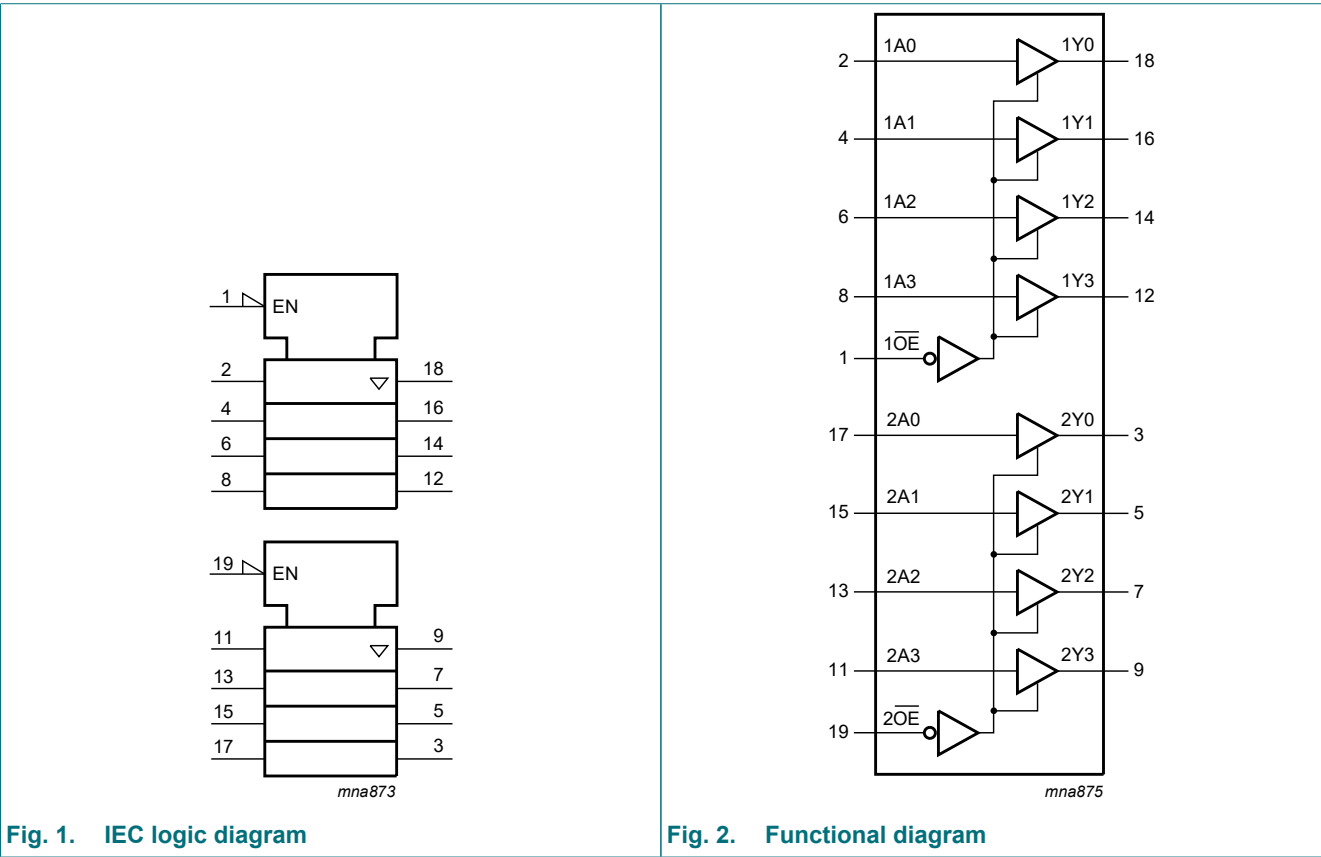 1 EN
2 18
4 16
6 14
8 12
19 EN
11 9
13 7
15 5
17 3
mna873
Fig. 1. IEC logic diagram
2 1A0 1Y0 18
4 1A1 1Y1 16
6 1A2 1Y2 14
8 1A3 1Y3 12
1 1O̅E̅
17 2A0 2Y0 3
15 2A1 2Y1 5
13 2A2 2Y2 7
11 2A3 2Y3 9
19 2O̅E̅
mna875
Fig. 2. Functional diagram